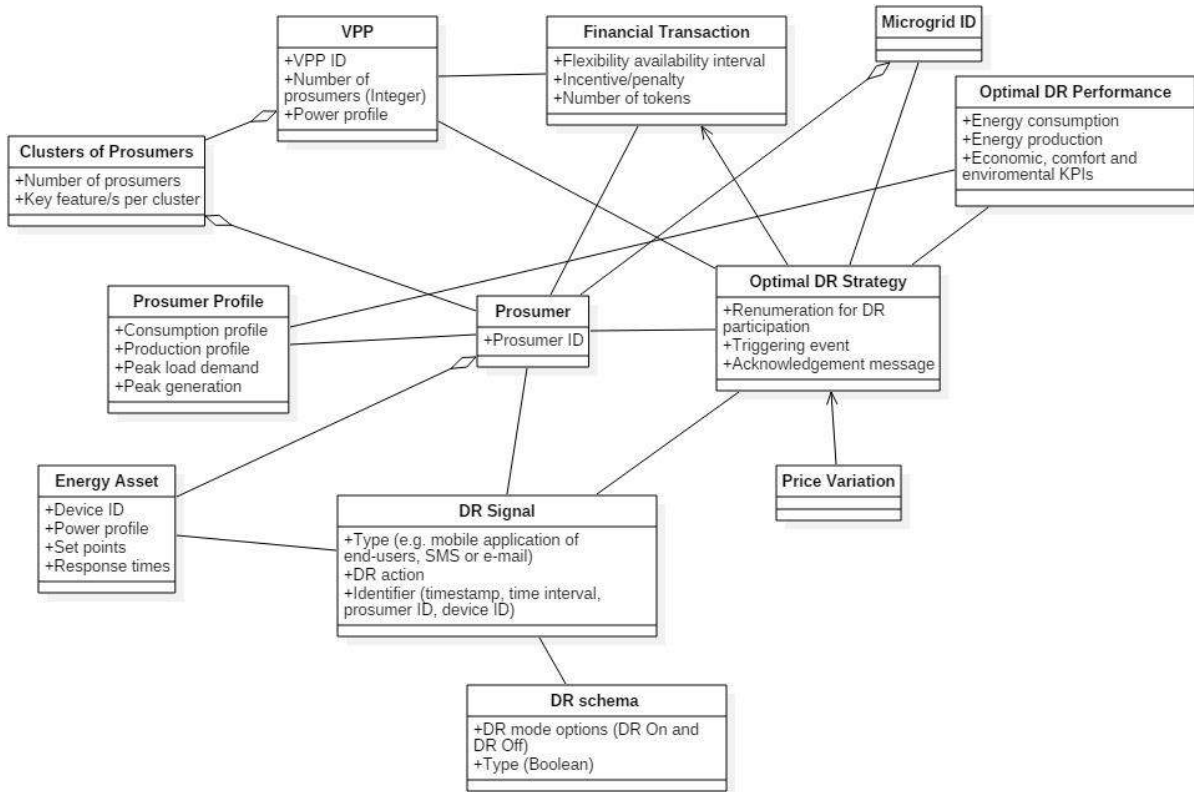 VPP
+VPP ID
+Number of
prosumers (Integer)
+Power profile
Financial Transaction
+Flexibility availability interval
+Incentive/penalty
+Number of tokens
Microgrid ID
Optimal DR Performance
+Energy consumption
+Energy production
+Economic, comfort and
enviromental KPIs
Clusters of Prosumers
+Number of prosumers
+Key feature/s per cluster
Prosumer Profile
+Consumption profile
+Production profile
+Peak load demand
+Peak generation
Prosumer
+Prosumer ID
Optimal DR Strategy
+Renumeration for DR
participation
+Triggering event
+Acknowledgement message
Energy Asset
+Device ID
+Power profile
+Set points
+Response times
DR Signal
+Type (e.g. mobile application of
end-users, SMS or e-mail)
+DR action
+Identifier (timestamp, time interval,
prosumer ID, device ID)
Price Variation
DR schema
+DR mode options (DR On and
DR Off)
+Type (Boolean)